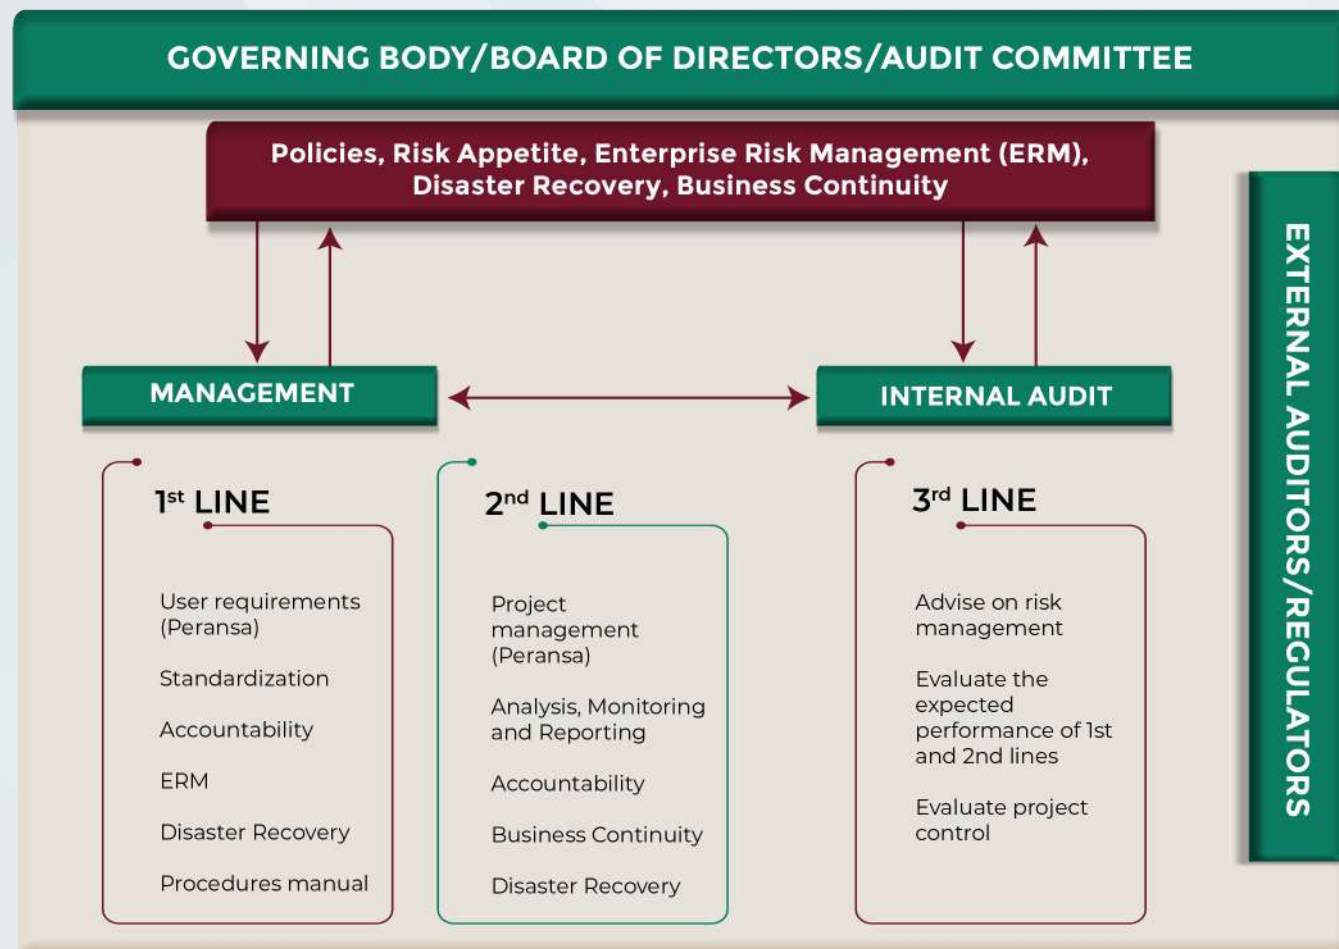 GOVERNING BODY/BOARD OF DIRECTORS/AUDIT COMMITTEE
Policies, Risk Appetite, Enterprise Risk Management (ERM),
Disaster Recovery, Business Continuity
MANAGEMENT
INTERNAL AUDIT
1st LINE
User requirements
(Peransa)
Standardization
Accountability
ERM
Disaster Recovery
Procedures manual
2nd LINE
Project
management
(Peransa)
Analysis, Monitoring
and Reporting
Accountability
Business Continuity
Disaster Recovery
3rd LINE
Advise on risk
management
Evaluate the
expected
performance of 1st
and 2nd lines
Evaluate project
control
EXTERNAL AUDITORS/REGULATORS